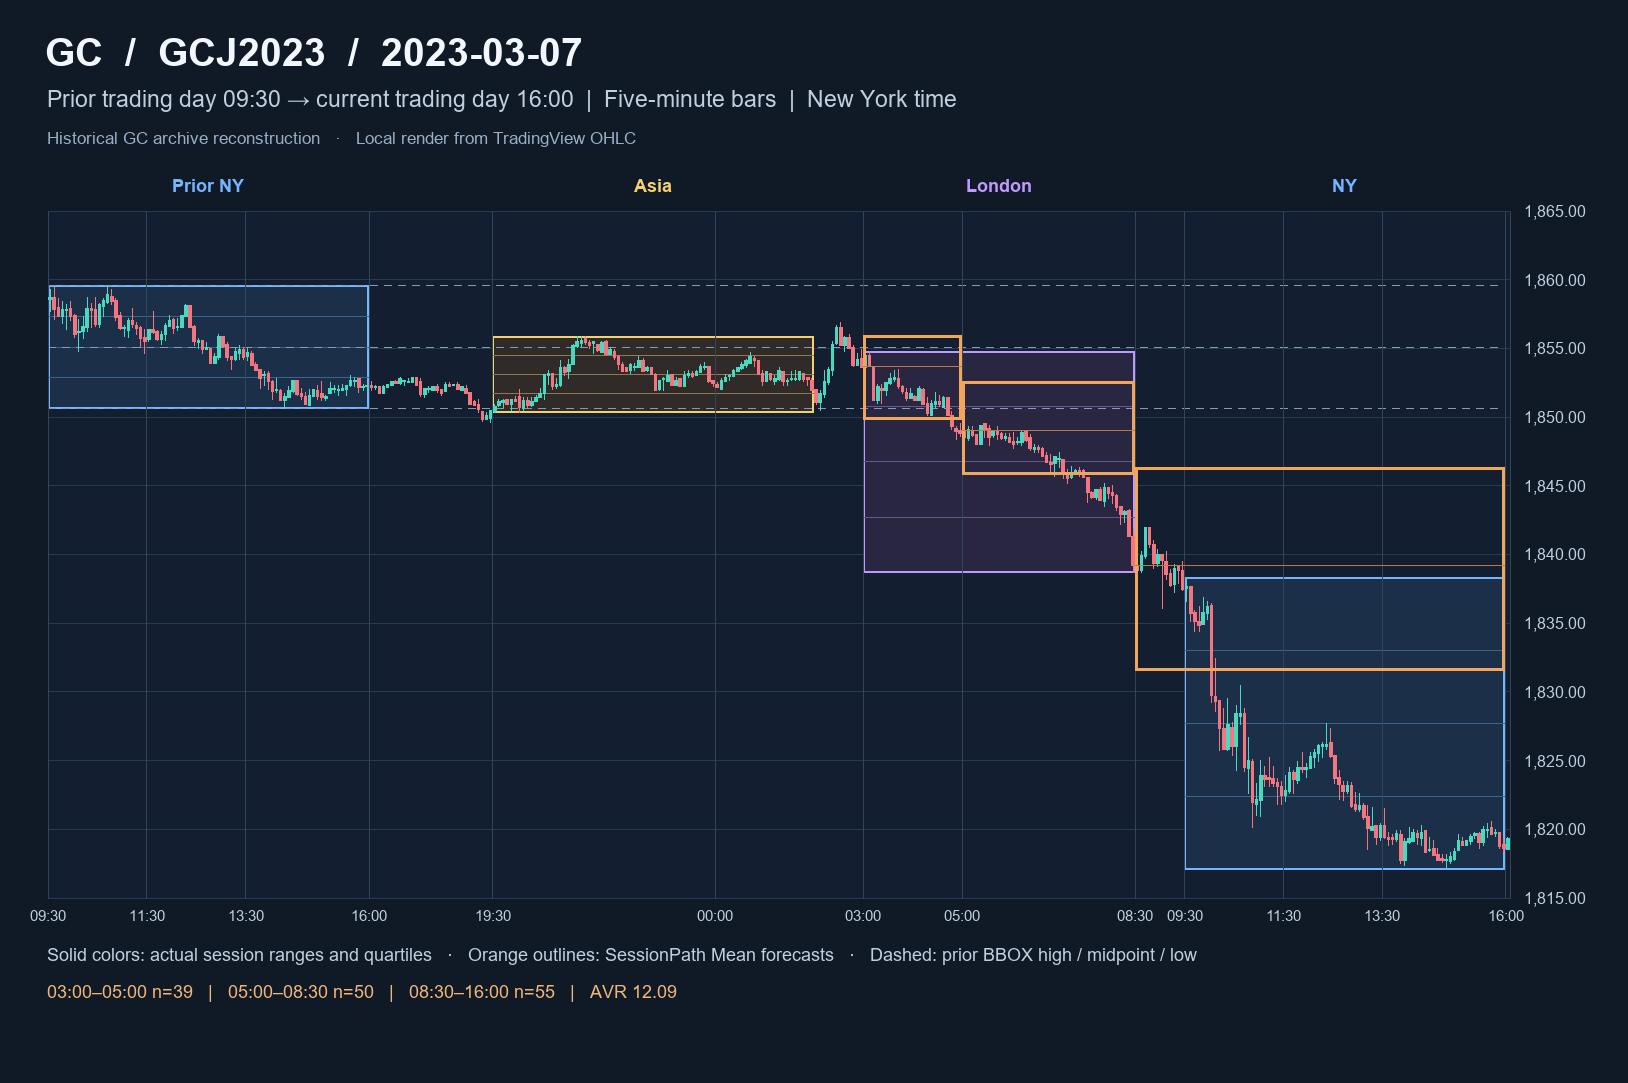 GC / GCJ2023 / 2023-03-07
Prior trading day 09:30 → current trading day 16:00 | Five-minute bars | New York time
Historical GC archive reconstruction · Local render from TradingView OHLC
Prior NY Asia London NY
1,865.00
1,860.00
1,855.00
1,850.00
1,845.00
1,840.00
1,835.00
1,830.00
1,825.00
1,820.00
1,815.00
09:30 11:30 13:30 16:00 19:30 00:00 03:00 05:00 08:30 09:30 11:30 13:30 16:00
Solid colors: actual session ranges and quartiles · Orange outlines: SessionPath Mean forecasts · Dashed: prior BBOX high / midpoint / low
03:00–05:00 n=39 | 05:00–08:30 n=50 | 08:30–16:00 n=55 | AVR 12.09